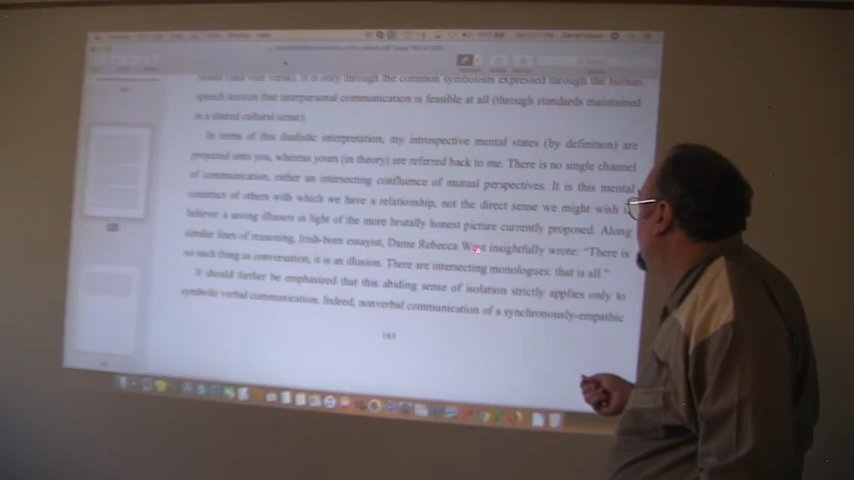 it is only through the common symbolism expressed through the human
speech lexicon that interpersonal communication is feasible at all (through standards maintained
in a shared cultural sense).
In terms of this dualistic interpretation, my introspective mental states (by definition) are
projected onto you, whereas yours (in theory) are referred back to me. There is no single channel
of communication, rather an intersecting confluence of mutual perspectives. It is this mental
construct of others with which we have a relationship, not the direct sense we might wish
believe: a saving illusion in light of the more brutally honest picture currently proposed. Along
similar lines of reasoning, Irish-born essayist, Dame Rebecca West insightfully wrote: "There is
no such thing as conversation, it is an illusion. There are intersecting monologues: that is all."
It should further be emphasized that this abiding sense of isolation strictly applies only to
symbolic verbal communication. Indeed, nonverbal communication of a synchronously-empathic